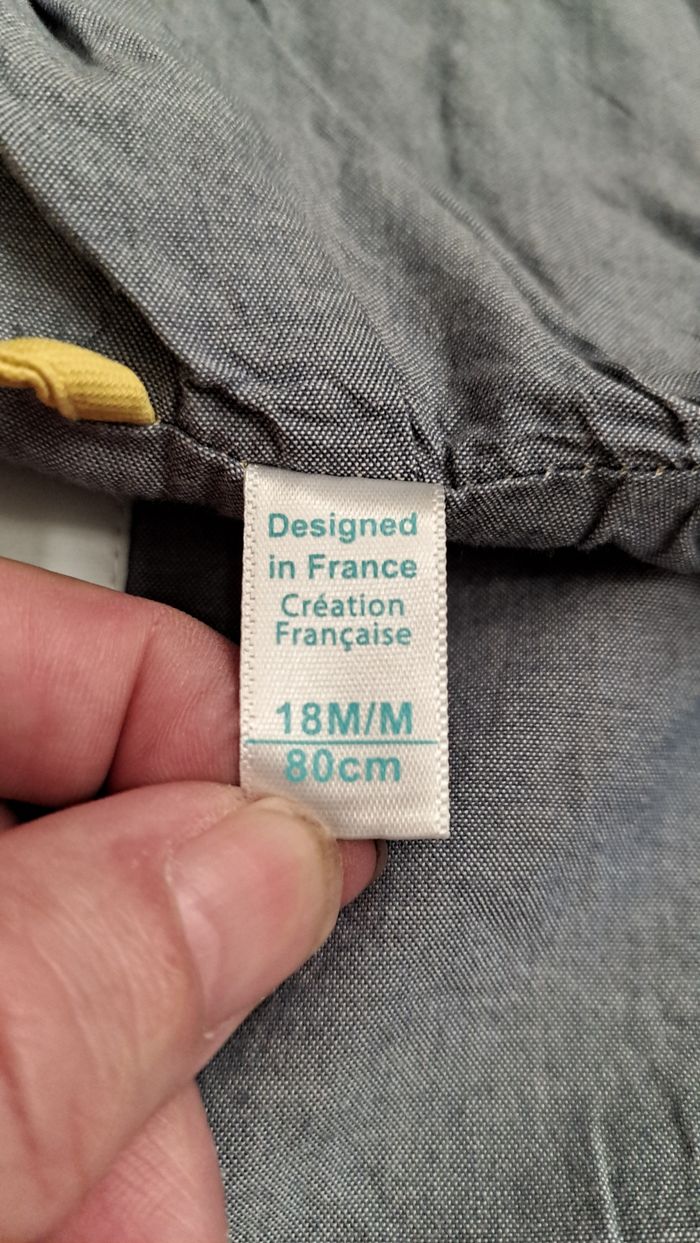 Designed
in France
Création
Française
18M/M
80cm